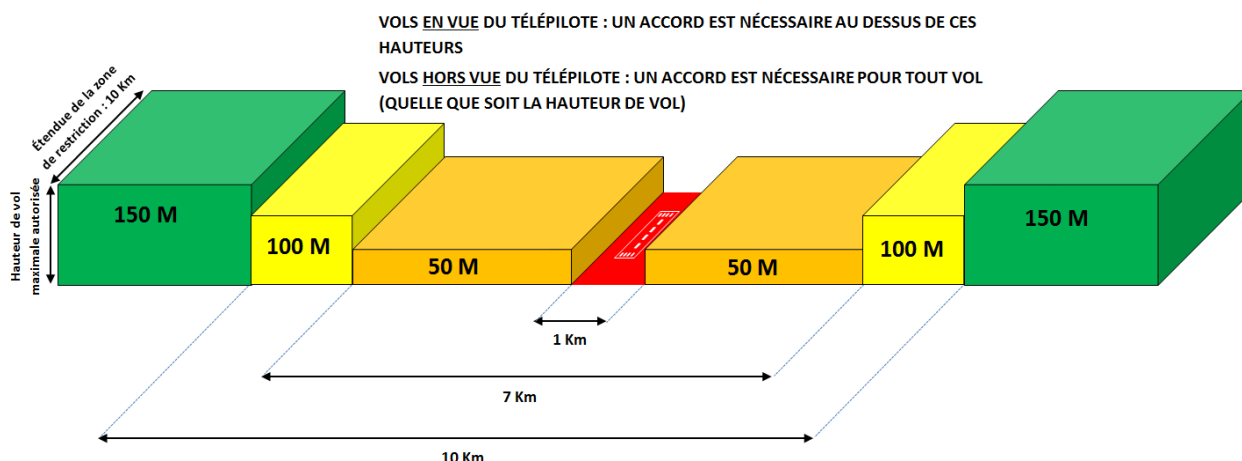 VOLS EN VUE DU TÉLÉPILOTE : UN ACCORD EST NÉCESSAIRE AU DESSUS DE CES
HAUTEURS
VOLS HORS VUE DU TÉLÉPILOTE : UN ACCORD EST NÉCESSAIRE POUR TOUT VOL
(QUELLE QUE SOIT LA HAUTEUR DE VOL)
Étendue de la zone
de restriction : 10 Km
Hauteur de vol
maximale autorisée
150 M
100 M
50 M
50 M
100 M
150 M
1 Km
7 Km
10 Km